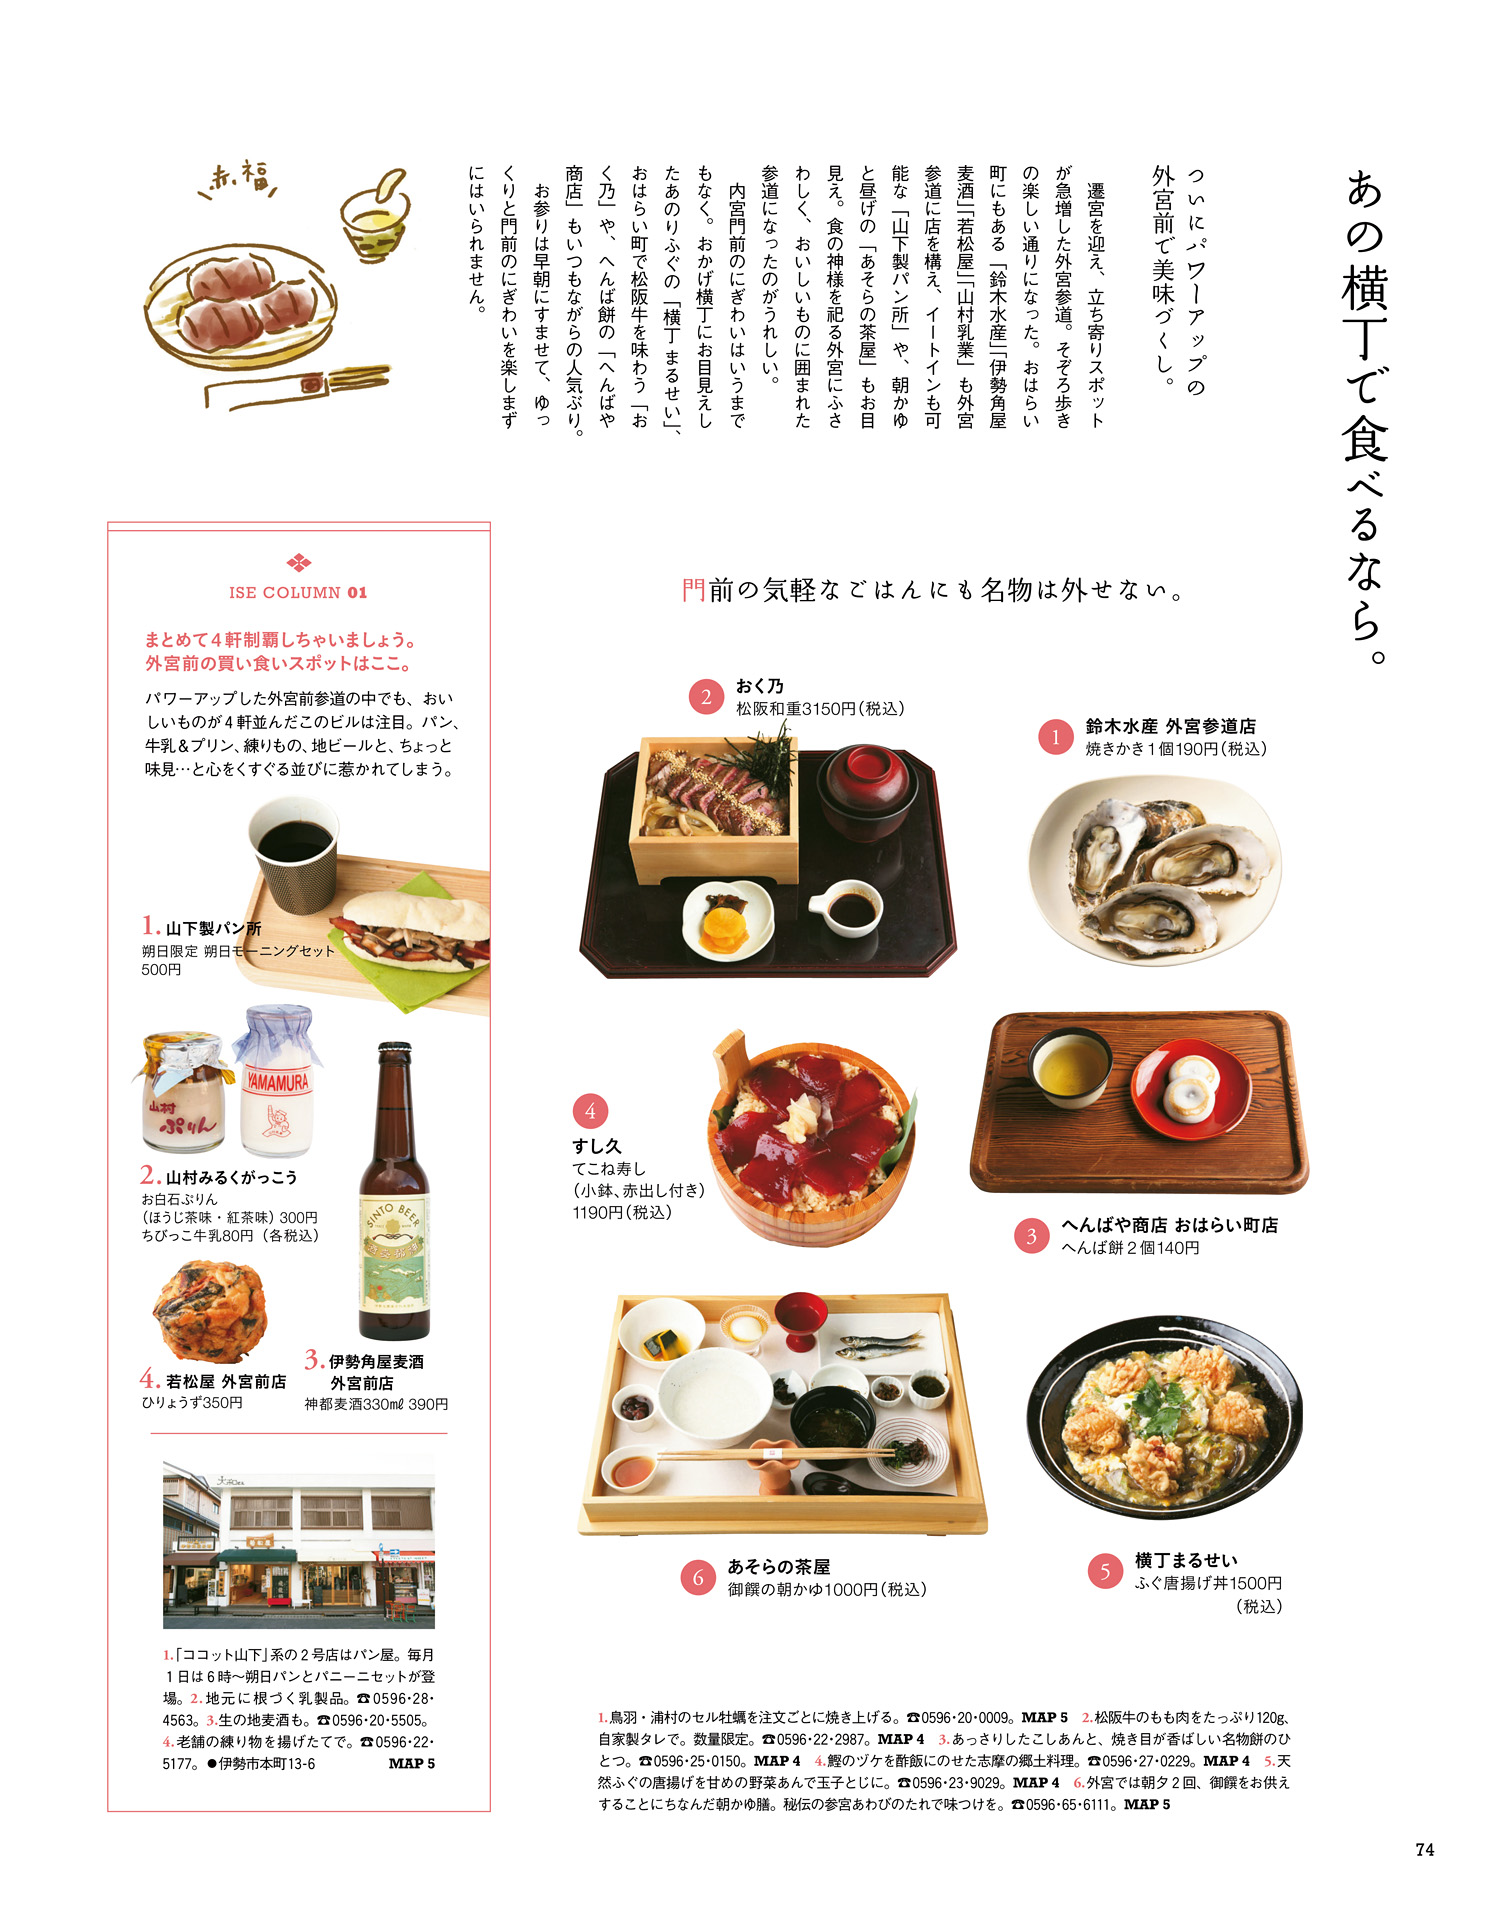 あの横丁で食べるなら。
ついにパワーアップの
外宮前で美味づくし。
遷宮を迎え、立ち寄りスポット
が急増した外宮参道。そぞろ歩き
の楽しい通りになった。おはらい
町にもある「鈴木水産」「伊勢角屋
麦酒」「若松屋」「山村乳業」も外宮
参道に店を構え、イートインも可
能な「山下製パン所」や、朝かゆ
と昼げの「あそらの茶屋」もお目
見え。食の神様を祀る外宮にふさ
わしく、おいしいものに囲まれた
参道になったのがうれしい。
内宮門前のにぎわいはいうまで
もなく。おかげ横丁にお目見えし
たあのりふぐの「横丁まるせい」、
おはらい町で松阪牛を味わう「お
く乃」や、へんば餅の「へんばや
商店」もいつもながらの人気ぶり。
お参りは早朝にすませて、ゆっ
くりと門前のにぎわいを楽しまず
にはいられません。
赤福
門前の気軽なごはんにも名物は外せない。
1
鈴木水産 外宮参道店
焼きかき1個190円(税込)
2
おく乃
松阪和重3150円(税込)
3
へんばや商店 おはらい町店
へんば餅2個140円
4
すし久
てこね寿し
(小鉢、赤出し付き)
1190円(税込)
5
横丁まるせい
ふぐ唐揚げ丼1500円
(税込)
6
あそらの茶屋
御饌の朝かゆ1000円(税込)
1.鳥羽・浦村のセル牡蠣を注文ごとに焼き上げる。☎0596・20・0009。MAP 5 2.松阪牛のもも肉をたっぷり120g、
自家製タレで。数量限定。☎0596・22・2987。MAP 4 3.あっさりしたこしあんと、焼き目が香ばしい名物餅のひ
とつ。☎0596・25・0150。MAP 4 4.鰹のヅケを酢飯にのせた志摩の郷土料理。☎0596・27・0229。MAP 4 5.天
然ふぐの唐揚げを甘めの野菜あんで玉子とじに。☎0596・23・9029。MAP 4 6.外宮では朝夕2回、御饌をお供え
することにちなんだ朝かゆ膳。秘伝の参宮あわびのたれで味つけを。☎0596・65・6111。MAP 5
ISE COLUMN 01
まとめて4軒制覇しちゃいましょう。
外宮前の買い食いスポットはここ。
パワーアップした外宮前参道の中でも、おい
しいものが4軒並んだこのビルは注目。パン、
牛乳&プリン、練りもの、地ビールと、ちょっと
味見…と心をくすぐる並びに惹かれてしまう。
1.山下製パン所
朔日限定 朔日モーニングセット
500円
山村
ぷりん
YAMAMURA
2.山村みるくがっこう
お白石ぷりん
(ほうじ茶味・紅茶味)300円
ちびっこ牛乳80円(各税込)
SINTO BEER
3.伊勢角屋麦酒
外宮前店
神都麦酒330㎖ 390円
4.若松屋 外宮前店
ひりょうず350円
1.「ココット山下」系の2号店はパン屋。毎月
1日は6時〜朔日パンとパニーニセットが登
場。2.地元に根づく乳製品。☎0596・28・
4563。3.生の地麦酒も。☎0596・20・5505。
4.老舗の練り物を揚げたてで。☎0596・22・
5177。●伊勢市本町13-6 MAP 5
74